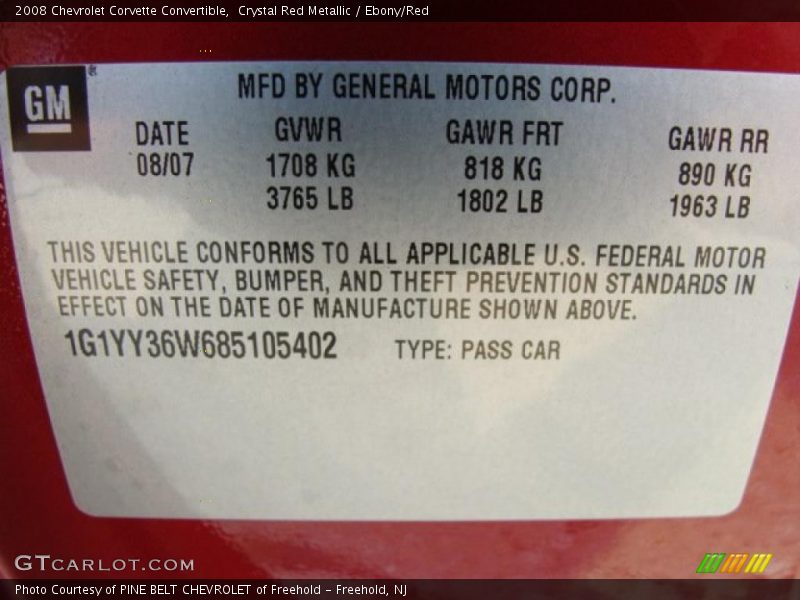 2008 Chevrolet Corvette Convertible, Crystal Red Metallic / Ebony/Red
GM MFD BY GENERAL MOTORS CORP.
DATE GVWR GAWR FRT GAWR RR
08/07 1708 KG 818 KG 890 KG
3765 LB 1802 LB 1963 LB
THIS VEHICLE CONFORMS TO ALL APPLICABLE U.S. FEDERAL MOTOR
VEHICLE SAFETY, BUMPER, AND THEFT PREVENTION STANDARDS IN
EFFECT ON THE DATE OF MANUFACTURE SHOWN ABOVE.
1G1YY36W685105402 TYPE: PASS CAR
GTCARLOT.COM
Photo Courtesy of PINE BELT CHEVROLET of Freehold - Freehold, NJ